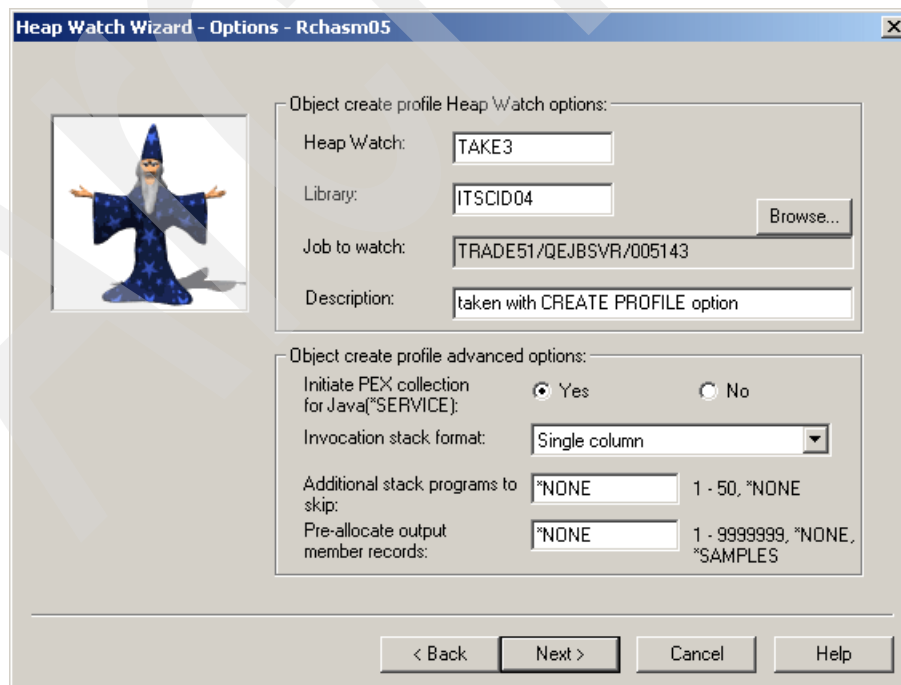 Heap Watch Wizard - Options - Rchasm05
Object create profile Heap Watch options:
Heap Watch:
TAKE3
Library:
ITSCID04
Browse...
Job to watch:
TRADE51/QEJBSVR/005143
Description:
taken with CREATE PROFILE option
Object create profile advanced options:
Initiate PEX collection
for Java(*SERVICE):
Yes
No
Invocation stack format:
Single column
Additional stack programs to
skip:
*NONE
1 - 50, *NONE
Pre-allocate output
member records:
*NONE
1 - 9999999, *NONE,
*SAMPLES
< Back
Next >
Cancel
Help